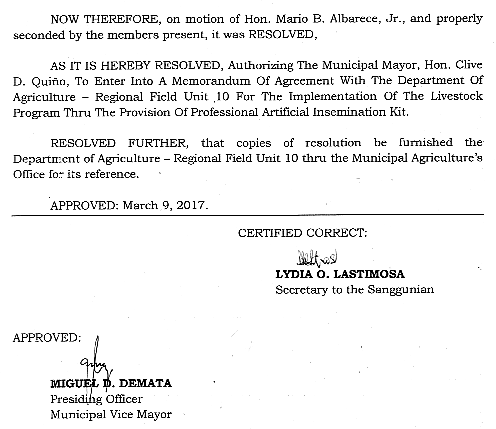 NOW THEREFORE, on motion of Hon. Mario B. Albarece, Jr., and properly
seconded by the members present, it was RESOLVED,
AS IT IS HEREBY RESOLVED, Authorizing The Municipal Mayor, Hon. Clive
D. Quiño, To Enter Into A Memorandum Of Agreement With The Department Of
Agriculture – Regional Field Unit 10 For The Implementation Of The Livestock
Program Thru The Provision Of Professional Artificial Insemination Kit.
RESOLVED FURTHER, that copies of resolution be furnished the
Department of Agriculture – Regional Field Unit 10 thru the Municipal Agriculture's
Office for its reference.
APPROVED: March 9, 2017.
CERTIFIED CORRECT:
LYDIA O. LASTIMOSA
Secretary to the Sanggunian
APPROVED:
MIGUEL D. DEMATA
Presiding Officer
Municipal Vice Mayor